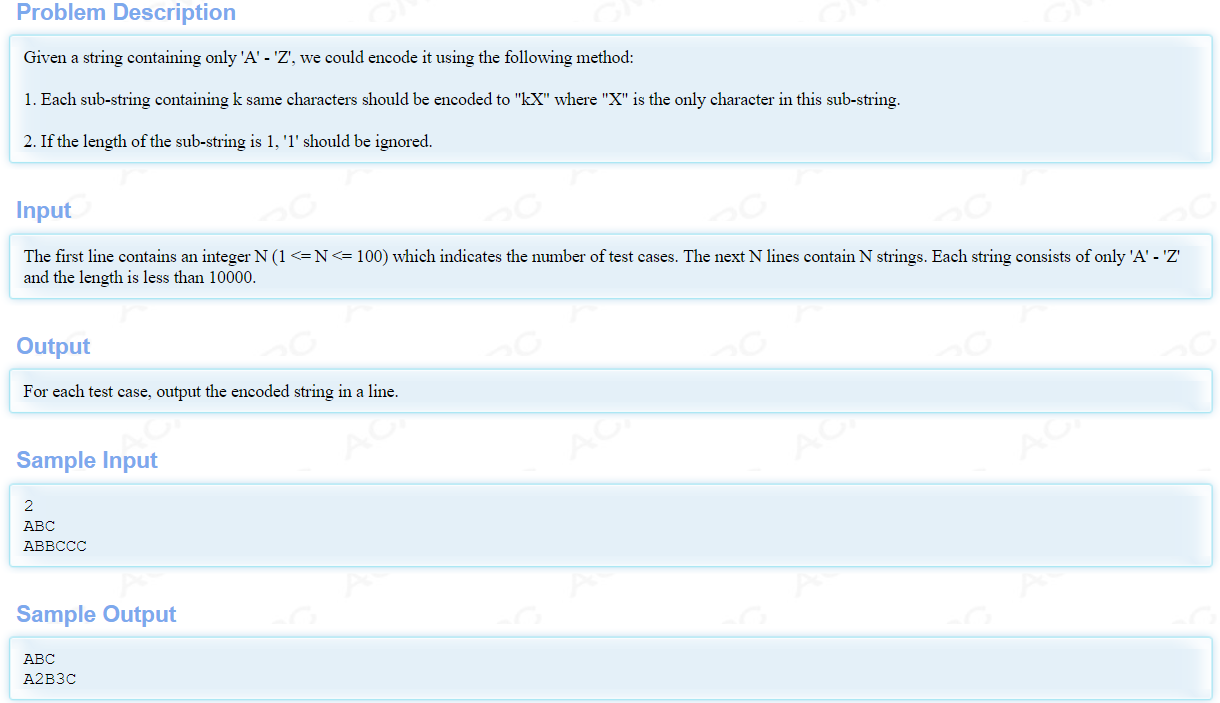 Problem Description
Given a string containing only 'A' - 'Z', we could encode it using the following method:
1. Each sub-string containing k same characters should be encoded to "kX" where "X" is the only character in this sub-string.
2. If the length of the sub-string is 1, '1' should be ignored.
Input
The first line contains an integer N (1 <= N <= 100) which indicates the number of test cases. The next N lines contain N strings. Each string consists of only 'A' - 'Z'
and the length is less than 10000.
Output
For each test case, output the encoded string in a line.
Sample Input
2
ABC
ABBCCC
Sample Output
ABC
A2B3C